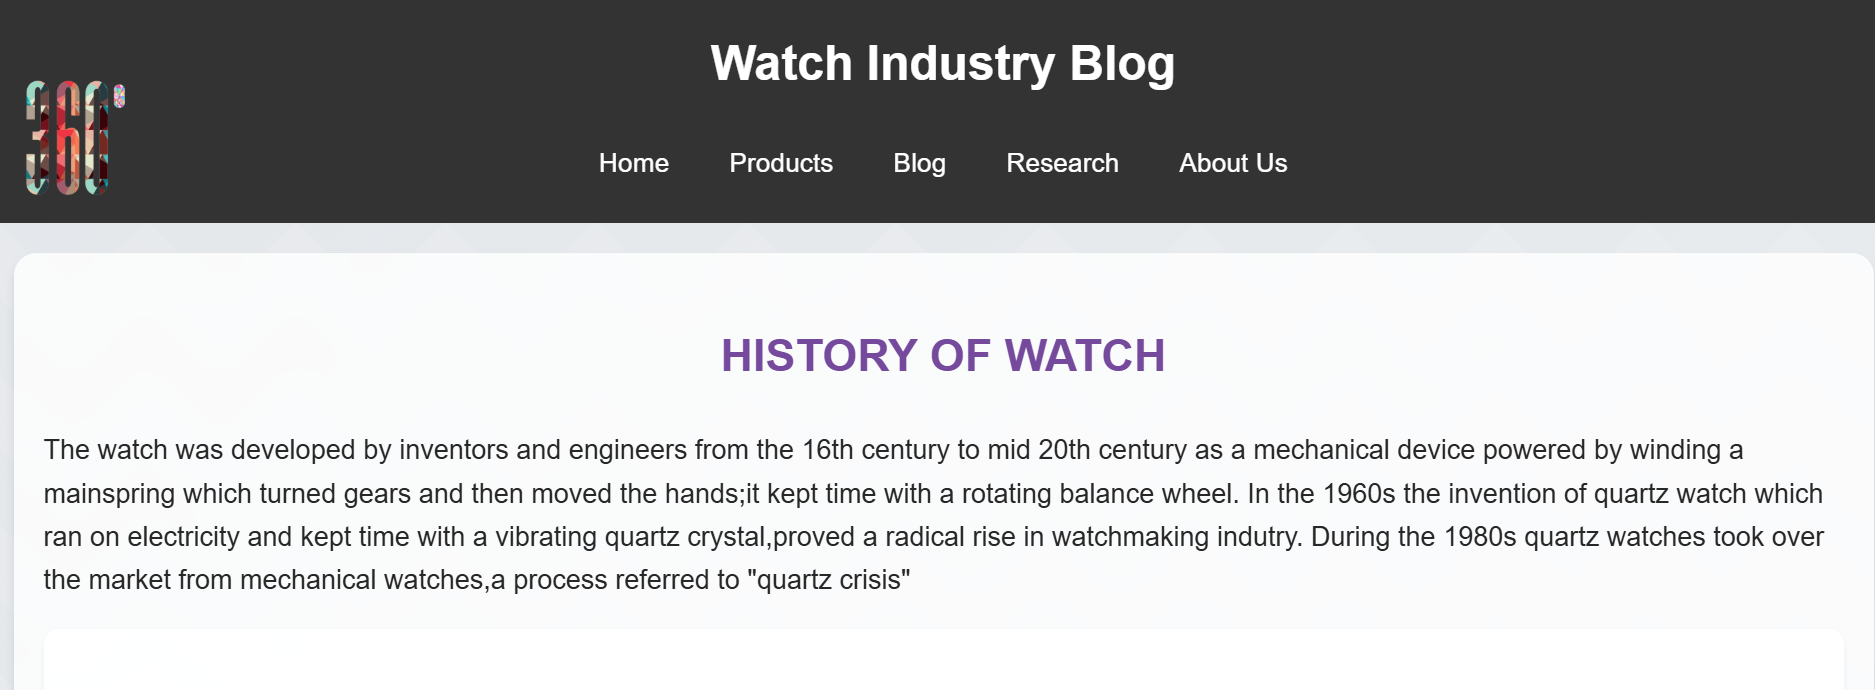 Watch Industry Blog
360°
Home Products Blog Research About Us
HISTORY OF WATCH
The watch was developed by inventors and engineers from the 16th century to mid 20th century as a mechanical device powered by winding a
mainspring which turned gears and then moved the hands;it kept time with a rotating balance wheel. In the 1960s the invention of quartz watch which
ran on electricity and kept time with a vibrating quartz crystal,proved a radical rise in watchmaking indutry. During the 1980s quartz watches took over
the market from mechanical watches,a process referred to "quartz crisis"